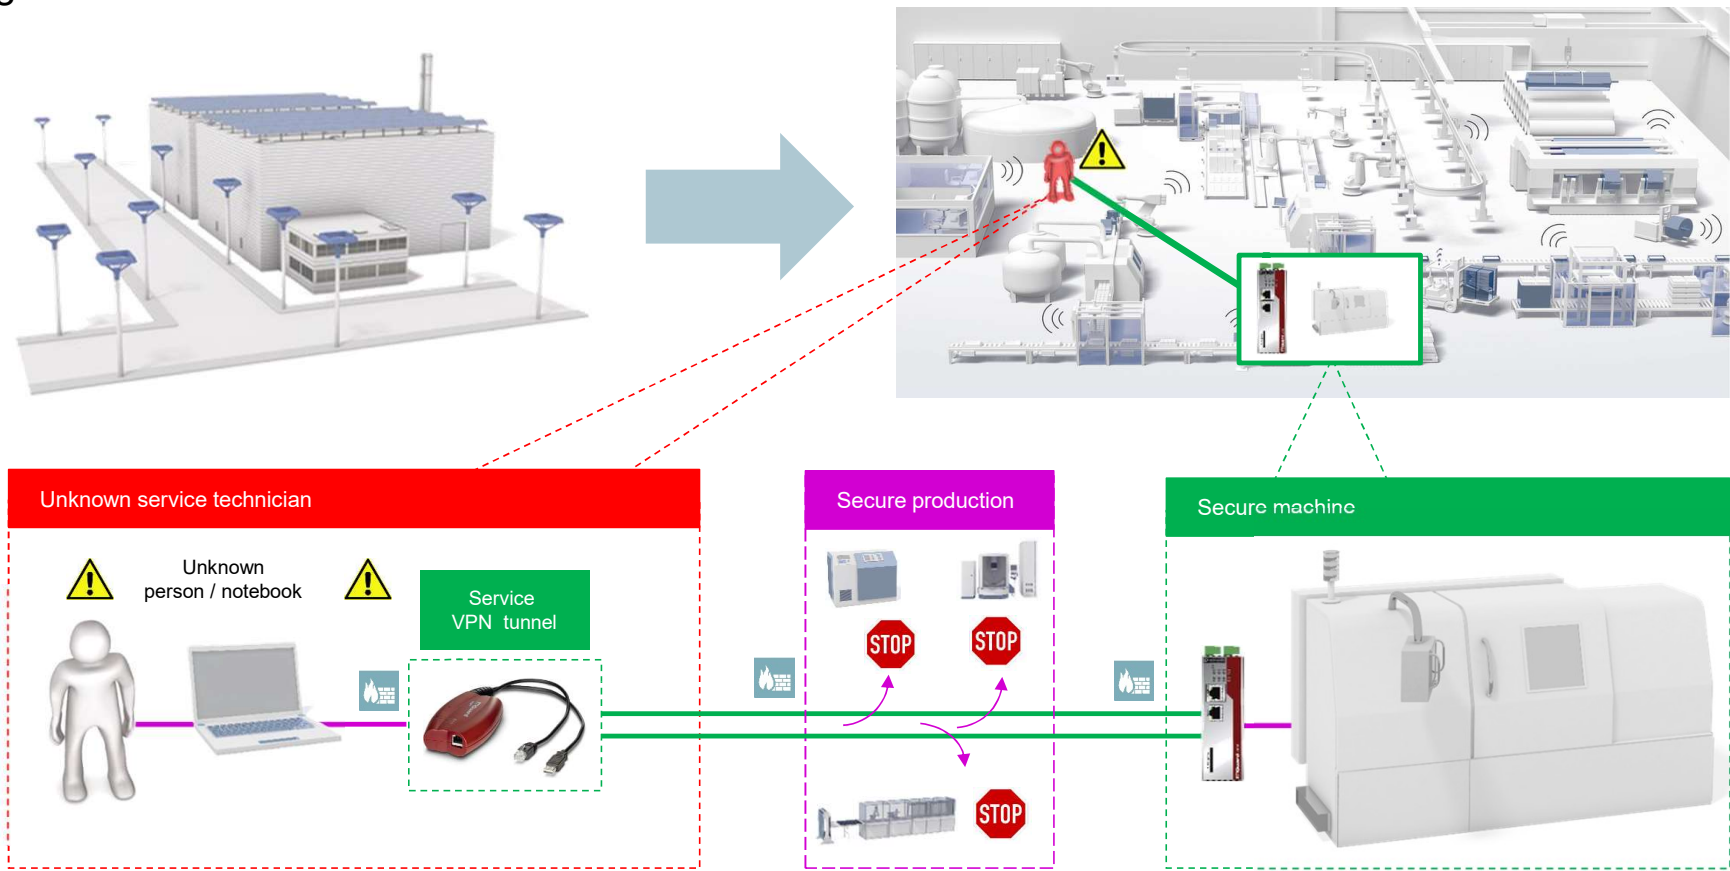 Unknown service technician
Secure production
Secure machine
Unknown
person / notebook
Service
VPN tunnel
STOP
STOP
STOP